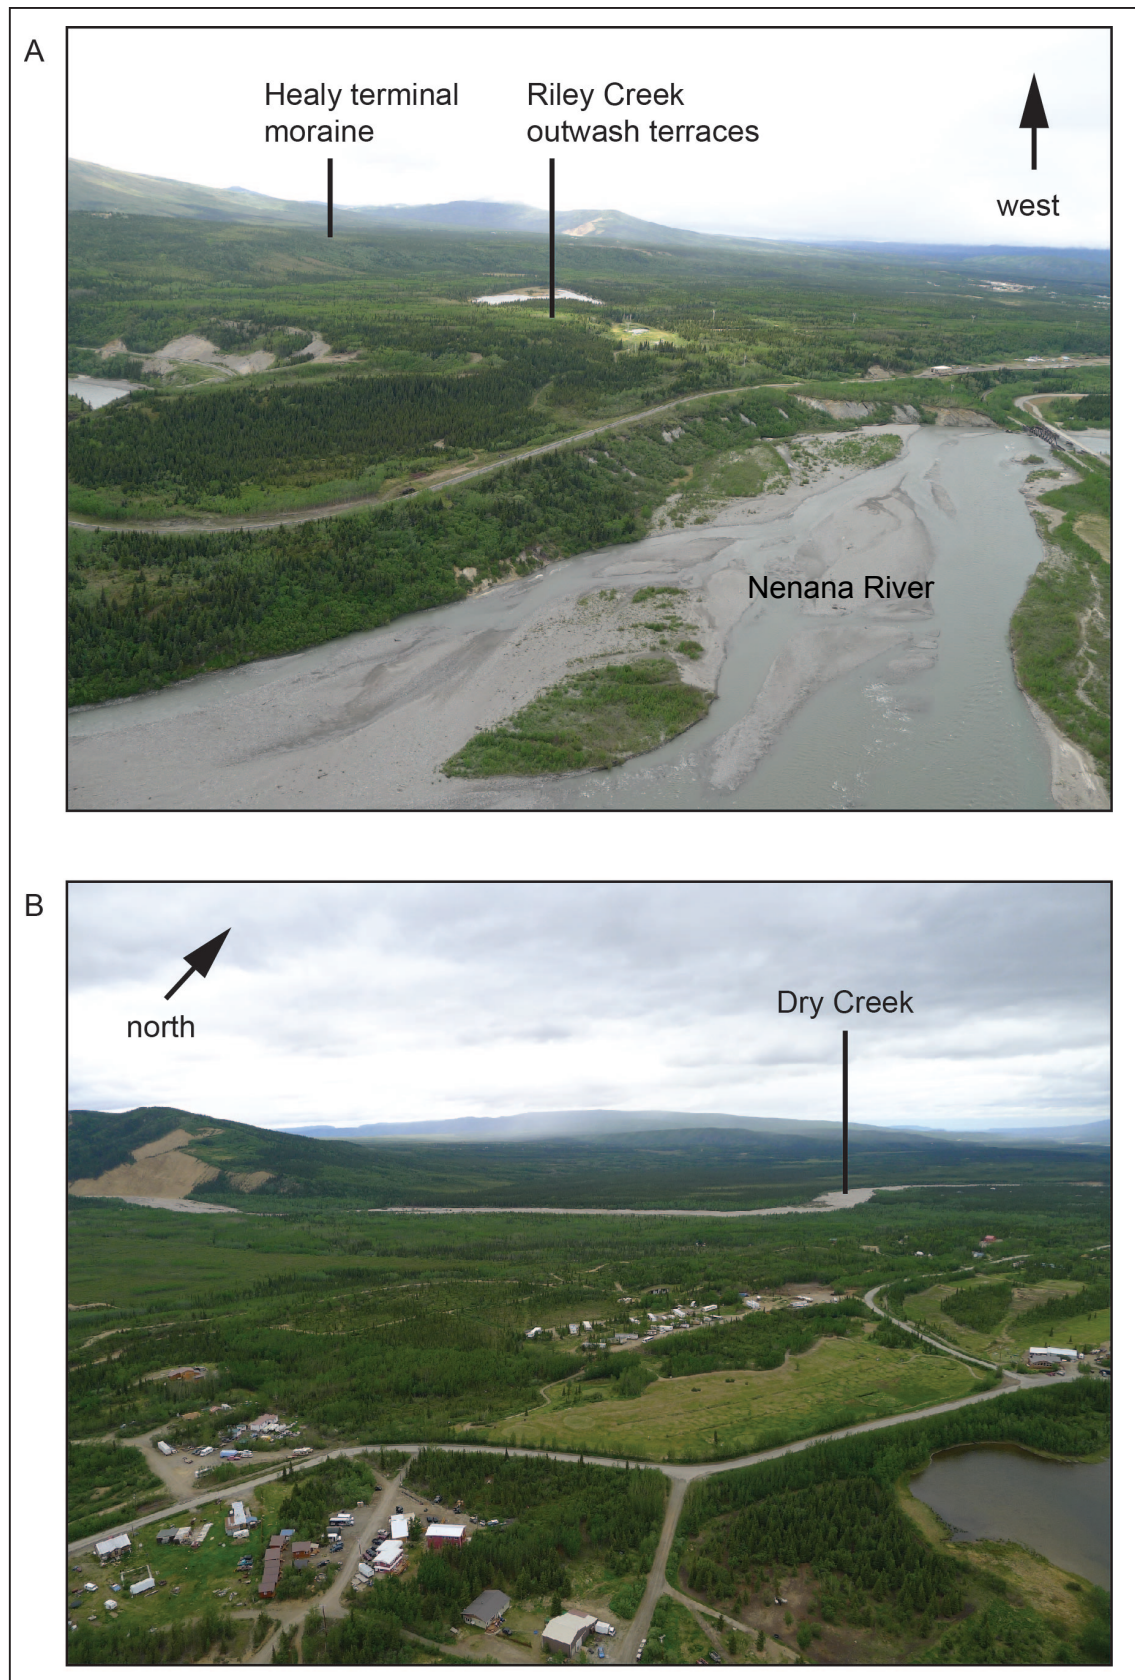 A
Healy terminal
moraine
Riley Creek
outwash terraces
west
Nenana River
B
north
Dry Creek